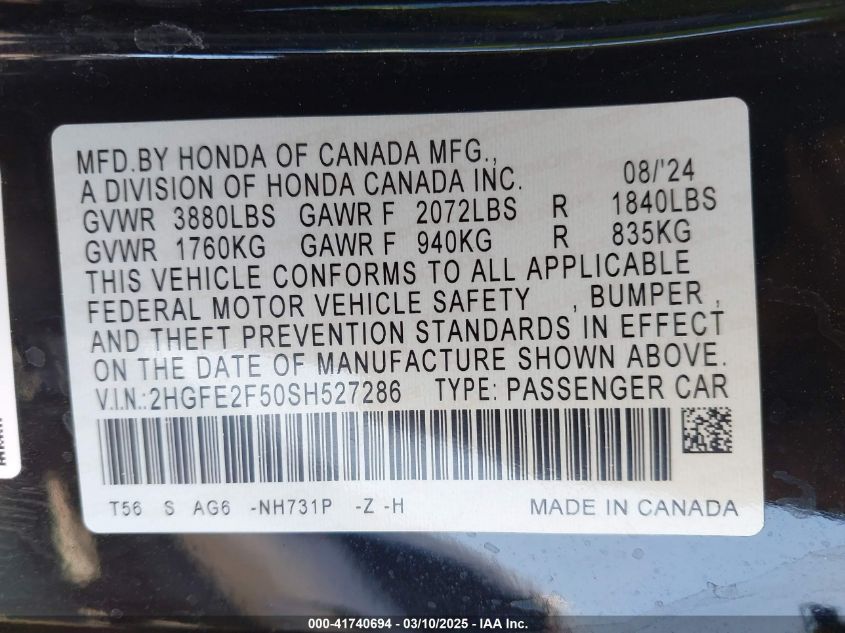 MFD.BY HONDA OF CANADA MFG.,
A DIVISION OF HONDA CANADA INC. 08/'24
GVWR 3880LBS GAWR F 2072LBS R 1840LBS
GVWR 1760KG GAWR F 940KG R 835KG
THIS VEHICLE CONFORMS TO ALL APPLICABLE
FEDERAL MOTOR VEHICLE SAFETY , BUMPER ,
AND THEFT PREVENTION STANDARDS IN EFFECT
ON THE DATE OF MANUFACTURE SHOWN ABOVE.
V.I.N.:2HGFE2F50SH527286 TYPE: PASSENGER CAR
T56 S AG6 -NH731P -Z -H MADE IN CANADA
000-41740694 — 03/10/2025 — IAA Inc.